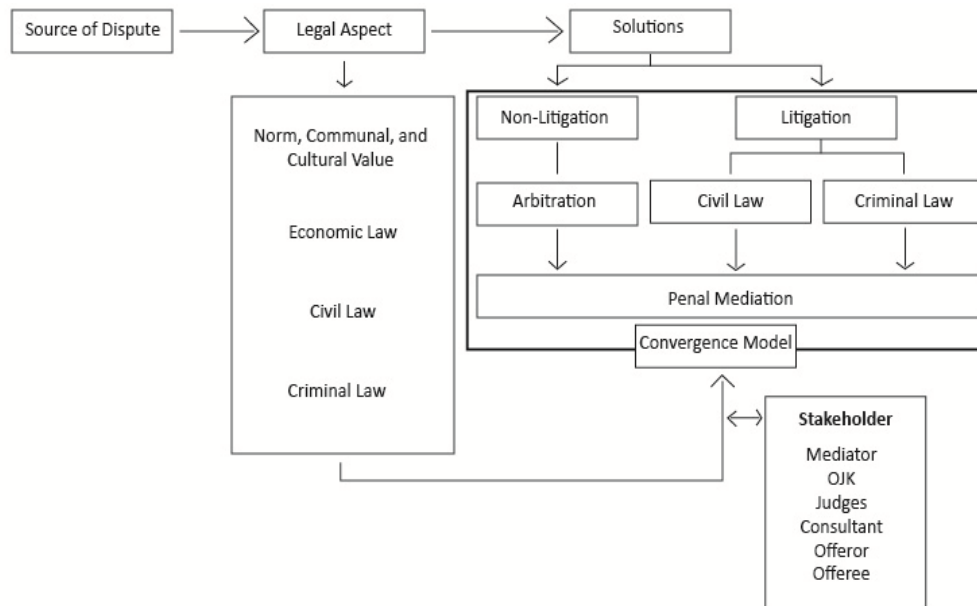 Source of Dispute
Legal Aspect
Solutions
Norm, Communal, and
Cultural Value
Economic Law
Civil Law
Criminal Law
Non-Litigation
Litigation
Arbitration
Civil Law
Criminal Law
Penal Mediation
Convergence Model
Stakeholder
Mediator
OJK
Judges
Consultant
Offeror
Offeree